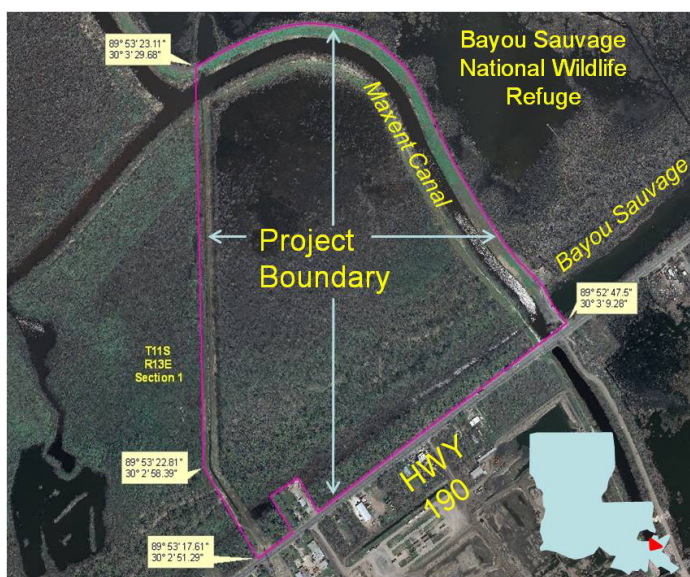 89° 53' 23.11"
30° 3' 29.68"
Bayou Sauvage
National Wildlife
Refuge
Maxent Canal
Bayou Sauvage
Project
Boundary
89° 52' 47.5"
30° 3' 9.28"
T11S
R13E
Section 1
89° 53' 22.81"
30° 2' 58.39"
HWY
190
89° 53' 17.61"
30° 2' 51.29"